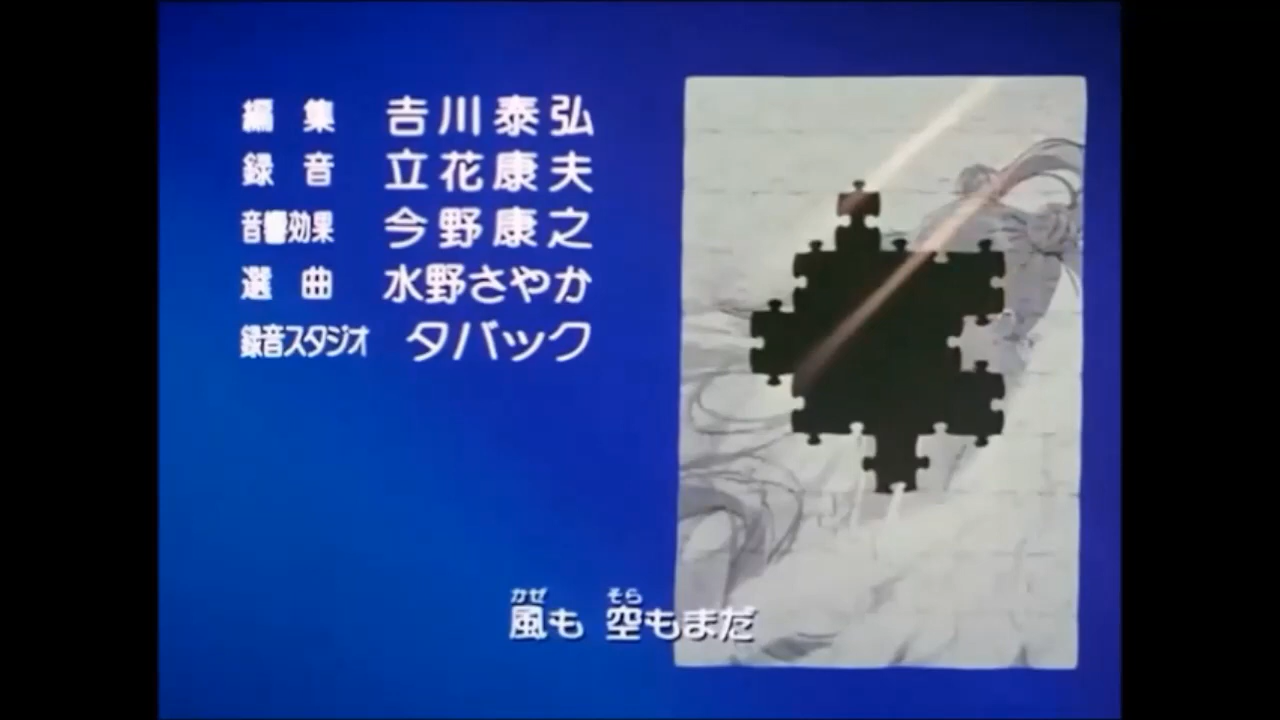 編集 吉川泰弘
録音 立花康夫
音響効果 今野康之
選曲 水野さやか
録音スタジオ タバック
かぜ そら
風も 空もまだ